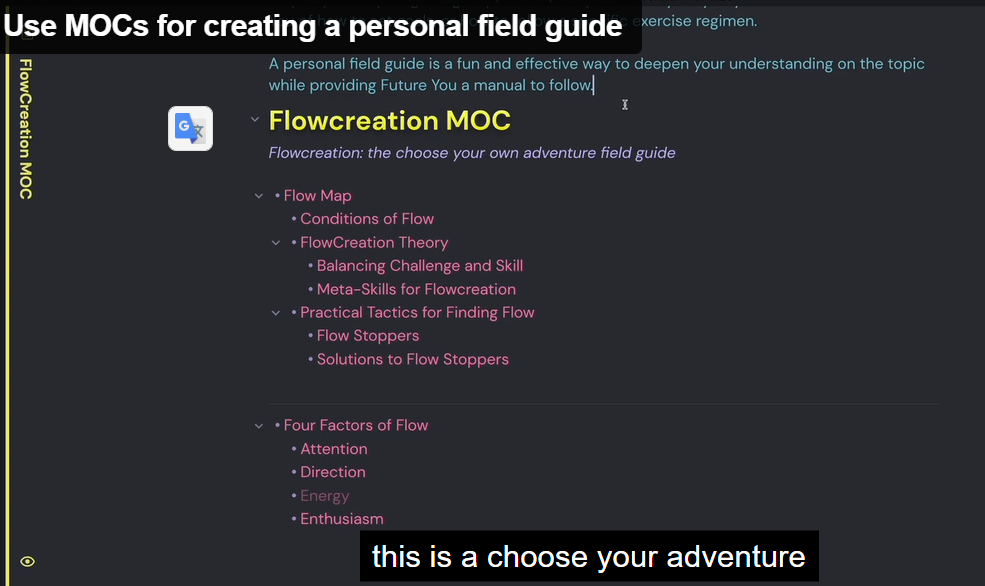 Use MOCs for creating a personal field guide
exercise regimen.
A personal field guide is a fun and effective way to deepen your understanding on the topic
while providing Future You a manual to follow.
FlowCreation MOC
Flowcreation MOC
Flowcreation: the choose your own adventure field guide
• Flow Map
• Conditions of Flow
• FlowCreation Theory
• Balancing Challenge and Skill
• Meta-Skills for Flowcreation
• Practical Tactics for Finding Flow
• Flow Stoppers
• Solutions to Flow Stoppers
• Four Factors of Flow
• Attention
• Direction
• Energy
• Enthusiasm
this is a choose your adventure